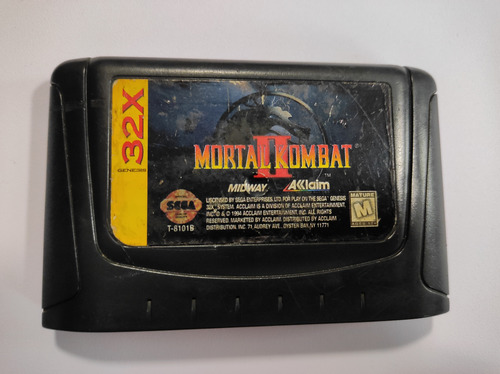 GENESIS
32X
MORTAL KOMBAT
II
MIDWAY
AKKlaim
SEGA
T-8101B
LICENSED BY SEGA ENTERPRISES, LTD. FOR PLAY ON THE SEGA GENESIS
32X SYSTEM. ACCLAIM IS A DIVISION OF ACCLAIM ENTERTAINMENT,
INC. ® & © 1994 ACCLAIM ENTERTAINMENT, INC. ALL RIGHTS
RESERVED. MARKETED BY ACCLAIM. DISTRIBUTED BY ACCLAIM
DISTRIBUTION, INC. 71 AUDREY AVE., OYSTER BAY, NY 11771
MATURE
M